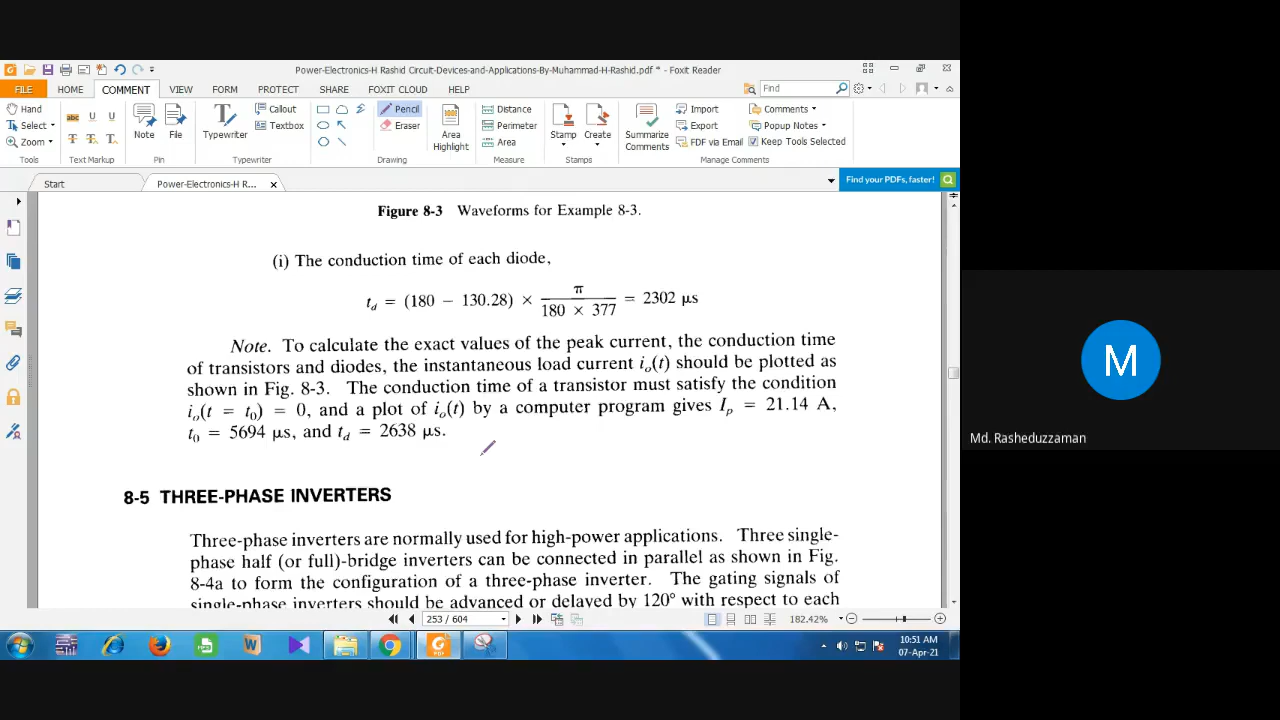 Power-Electronics-H Rashid Circuit-Devices-and-Applications-By-Muhammad-H-Rashid.pdf * - Foxit Reader
FILE HOME COMMENT VIEW FORM PROTECT SHARE FOXIT CLOUD HELP
Find
Hand
Select
Zoom
Tools
Text Markup
Note
File
Pin
Typewriter
Callout
Textbox
Typewriter
Pencil
Eraser
Drawing
Area Highlight
Distance
Perimeter
Area
Measure
Stamp
Create
Stamps
Summarize Comments
Import
Export
PDF via Email
Comments
Popup Notes
Keep Tools Selected
Manage Comments
Start
Power-Electronics-H R...
Find your PDFs, faster!
Figure 8-3 Waveforms for Example 8-3.
(i) The conduction time of each diode,
t_d = (180 − 130.28) × π / (180 × 377) = 2302 μs
Note. To calculate the exact values of the peak current, the conduction time
of transistors and diodes, the instantaneous load current i_o(t) should be plotted as
shown in Fig. 8-3. The conduction time of a transistor must satisfy the condition
i_o(t = t_0) = 0, and a plot of i_o(t) by a computer program gives I_p = 21.14 A,
t_0 = 5694 μs, and t_d = 2638 μs.
8-5 THREE-PHASE INVERTERS
Three-phase inverters are normally used for high-power applications. Three single-
phase half (or full)-bridge inverters can be connected in parallel as shown in Fig.
8-4a to form the configuration of a three-phase inverter. The gating signals of
single-phase inverters should be advanced or delayed by 120° with respect to each
253 / 604
182.42%
10:51 AM
07-Apr-21
M
Md. Rasheduzzaman